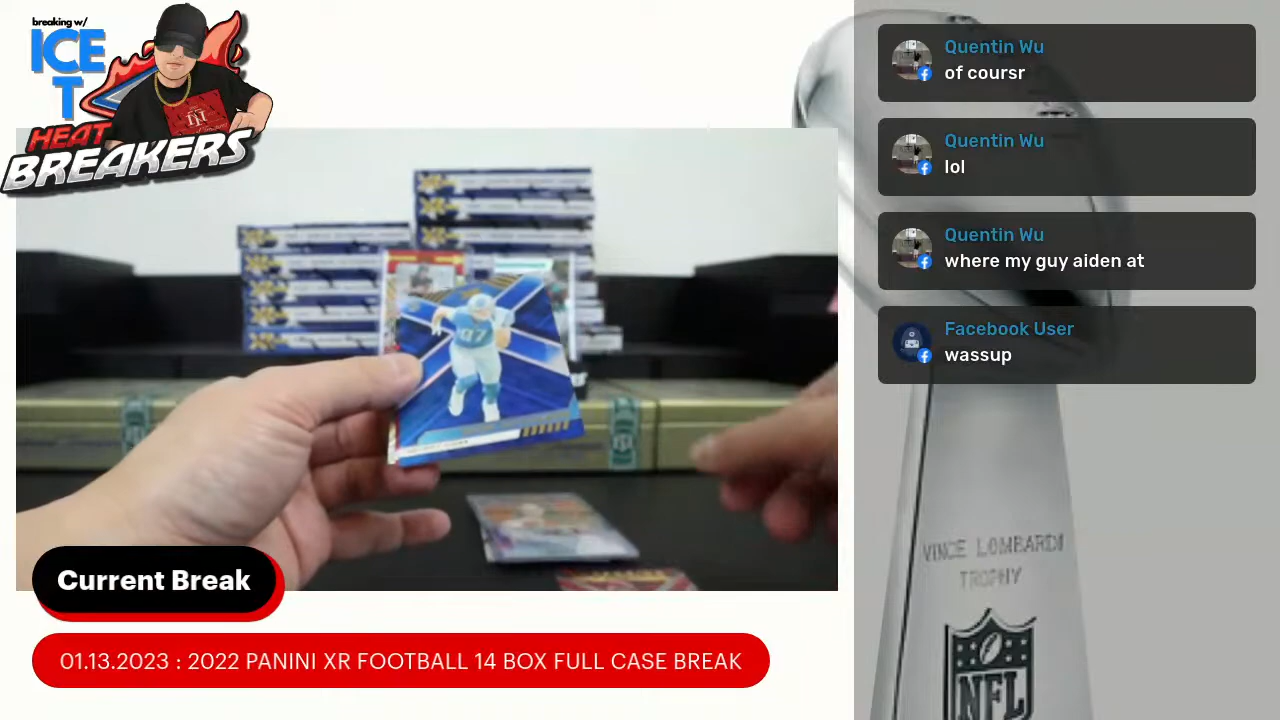 breaking w/
ICE
T
HEAT
BREAKERS
97
Current Break
01.13.2023 : 2022 PANINI XR FOOTBALL 14 BOX FULL CASE BREAK
Quentin Wu
of coursr
Quentin Wu
lol
Quentin Wu
where my guy aiden at
Facebook User
wassup
VINCE LOMBARDI
TROPHY
NFL